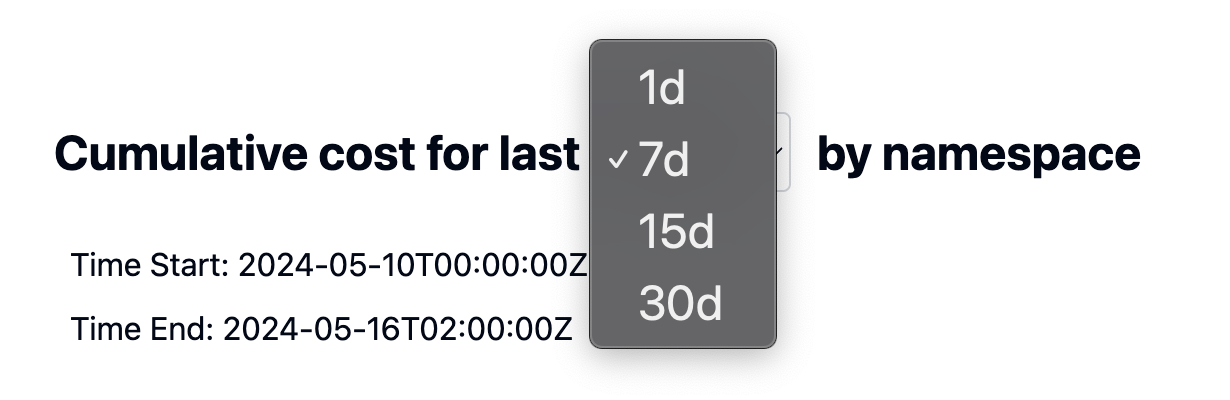 1d
Cumulative cost for last ✓ 7d by namespace
15d
Time Start: 2024-05-10T00:00:00Z
30d
Time End: 2024-05-16T02:00:00Z